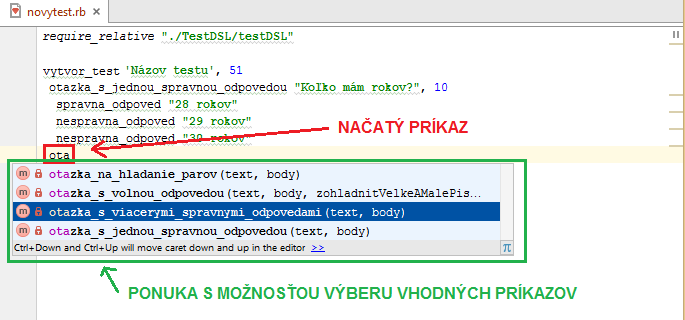 novytest.rb ×
require_relative "./TestDSL/testDSL"
vytvor_test 'Názov testu', 51
otazka_s_jednou_spravnou_odpovedou "Koľko mám rokov?", 10
spravna_odpoved "28 rokov"
nespravna_odpoved "29 rokov"
nespravna_odpoved "30 rokov"
NAČATÝ PRÍKAZ
ota
m otazka_na_hladanie_parov(text, body)
m otazka_s_volnou_odpovedou(text, body, zohladnitVelkeAMalePis…
m otazka_s_viacerymi_spravnymi_odpovedami(text, body)
m otazka_s_jednou_spravnou_odpovedou(text, body)
Ctrl+Down and Ctrl+Up will move caret down and up in the editor >> π
PONUKA S MOŽNOSŤOU VÝBERU VHODNÝCH PRÍKAZOV